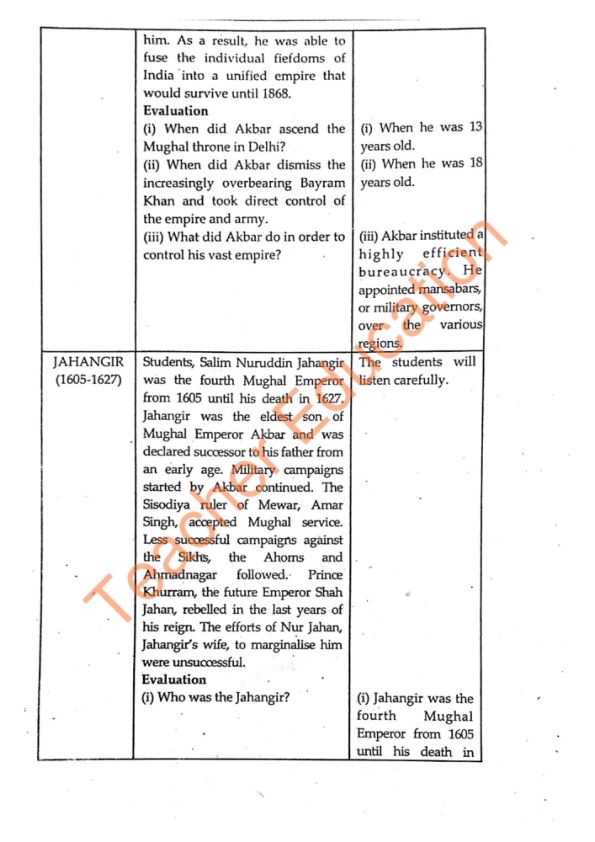 him. As a result, he was able to
fuse the individual fiefdoms of
India into a unified empire that
would survive until 1868.
Evaluation
(i) When did Akbar ascend the
Mughal throne in Delhi?
(ii) When did Akbar dismiss the
increasingly overbearing Bayram
Khan and took direct control of
the empire and army.
(iii) What did Akbar do in order to
control his vast empire?
(i) When he was 13
years old.
(ii) When he was 18
years old.
(iii) Akbar instituted a
highly efficient
bureaucracy. He
appointed mansabars,
or military governors,
over the various
regions.
JAHANGIR
(1605-1627)
Students, Salim Nuruddin Jahangir
was the fourth Mughal Emperor
from 1605 until his death in 1627.
Jahangir was the eldest son of
Mughal Emperor Akbar and was
declared successor to his father from
an early age. Military campaigns
started by Akbar continued. The
Sisodiya ruler of Mewar, Amar
Singh, accepted Mughal service.
Less successful campaigns against
the Sikhs, the Ahoms and
Ahmadnagar followed. Prince
Khurram, the future Emperor Shah
Jahan, rebelled in the last years of
his reign. The efforts of Nur Jahan,
Jahangir's wife, to marginalise him
were unsuccessful.
Evaluation
(i) Who was the Jahangir?
The students will
listen carefully.
(i) Jahangir was the
fourth Mughal
Emperor from 1605
until his death in
Teacher Education